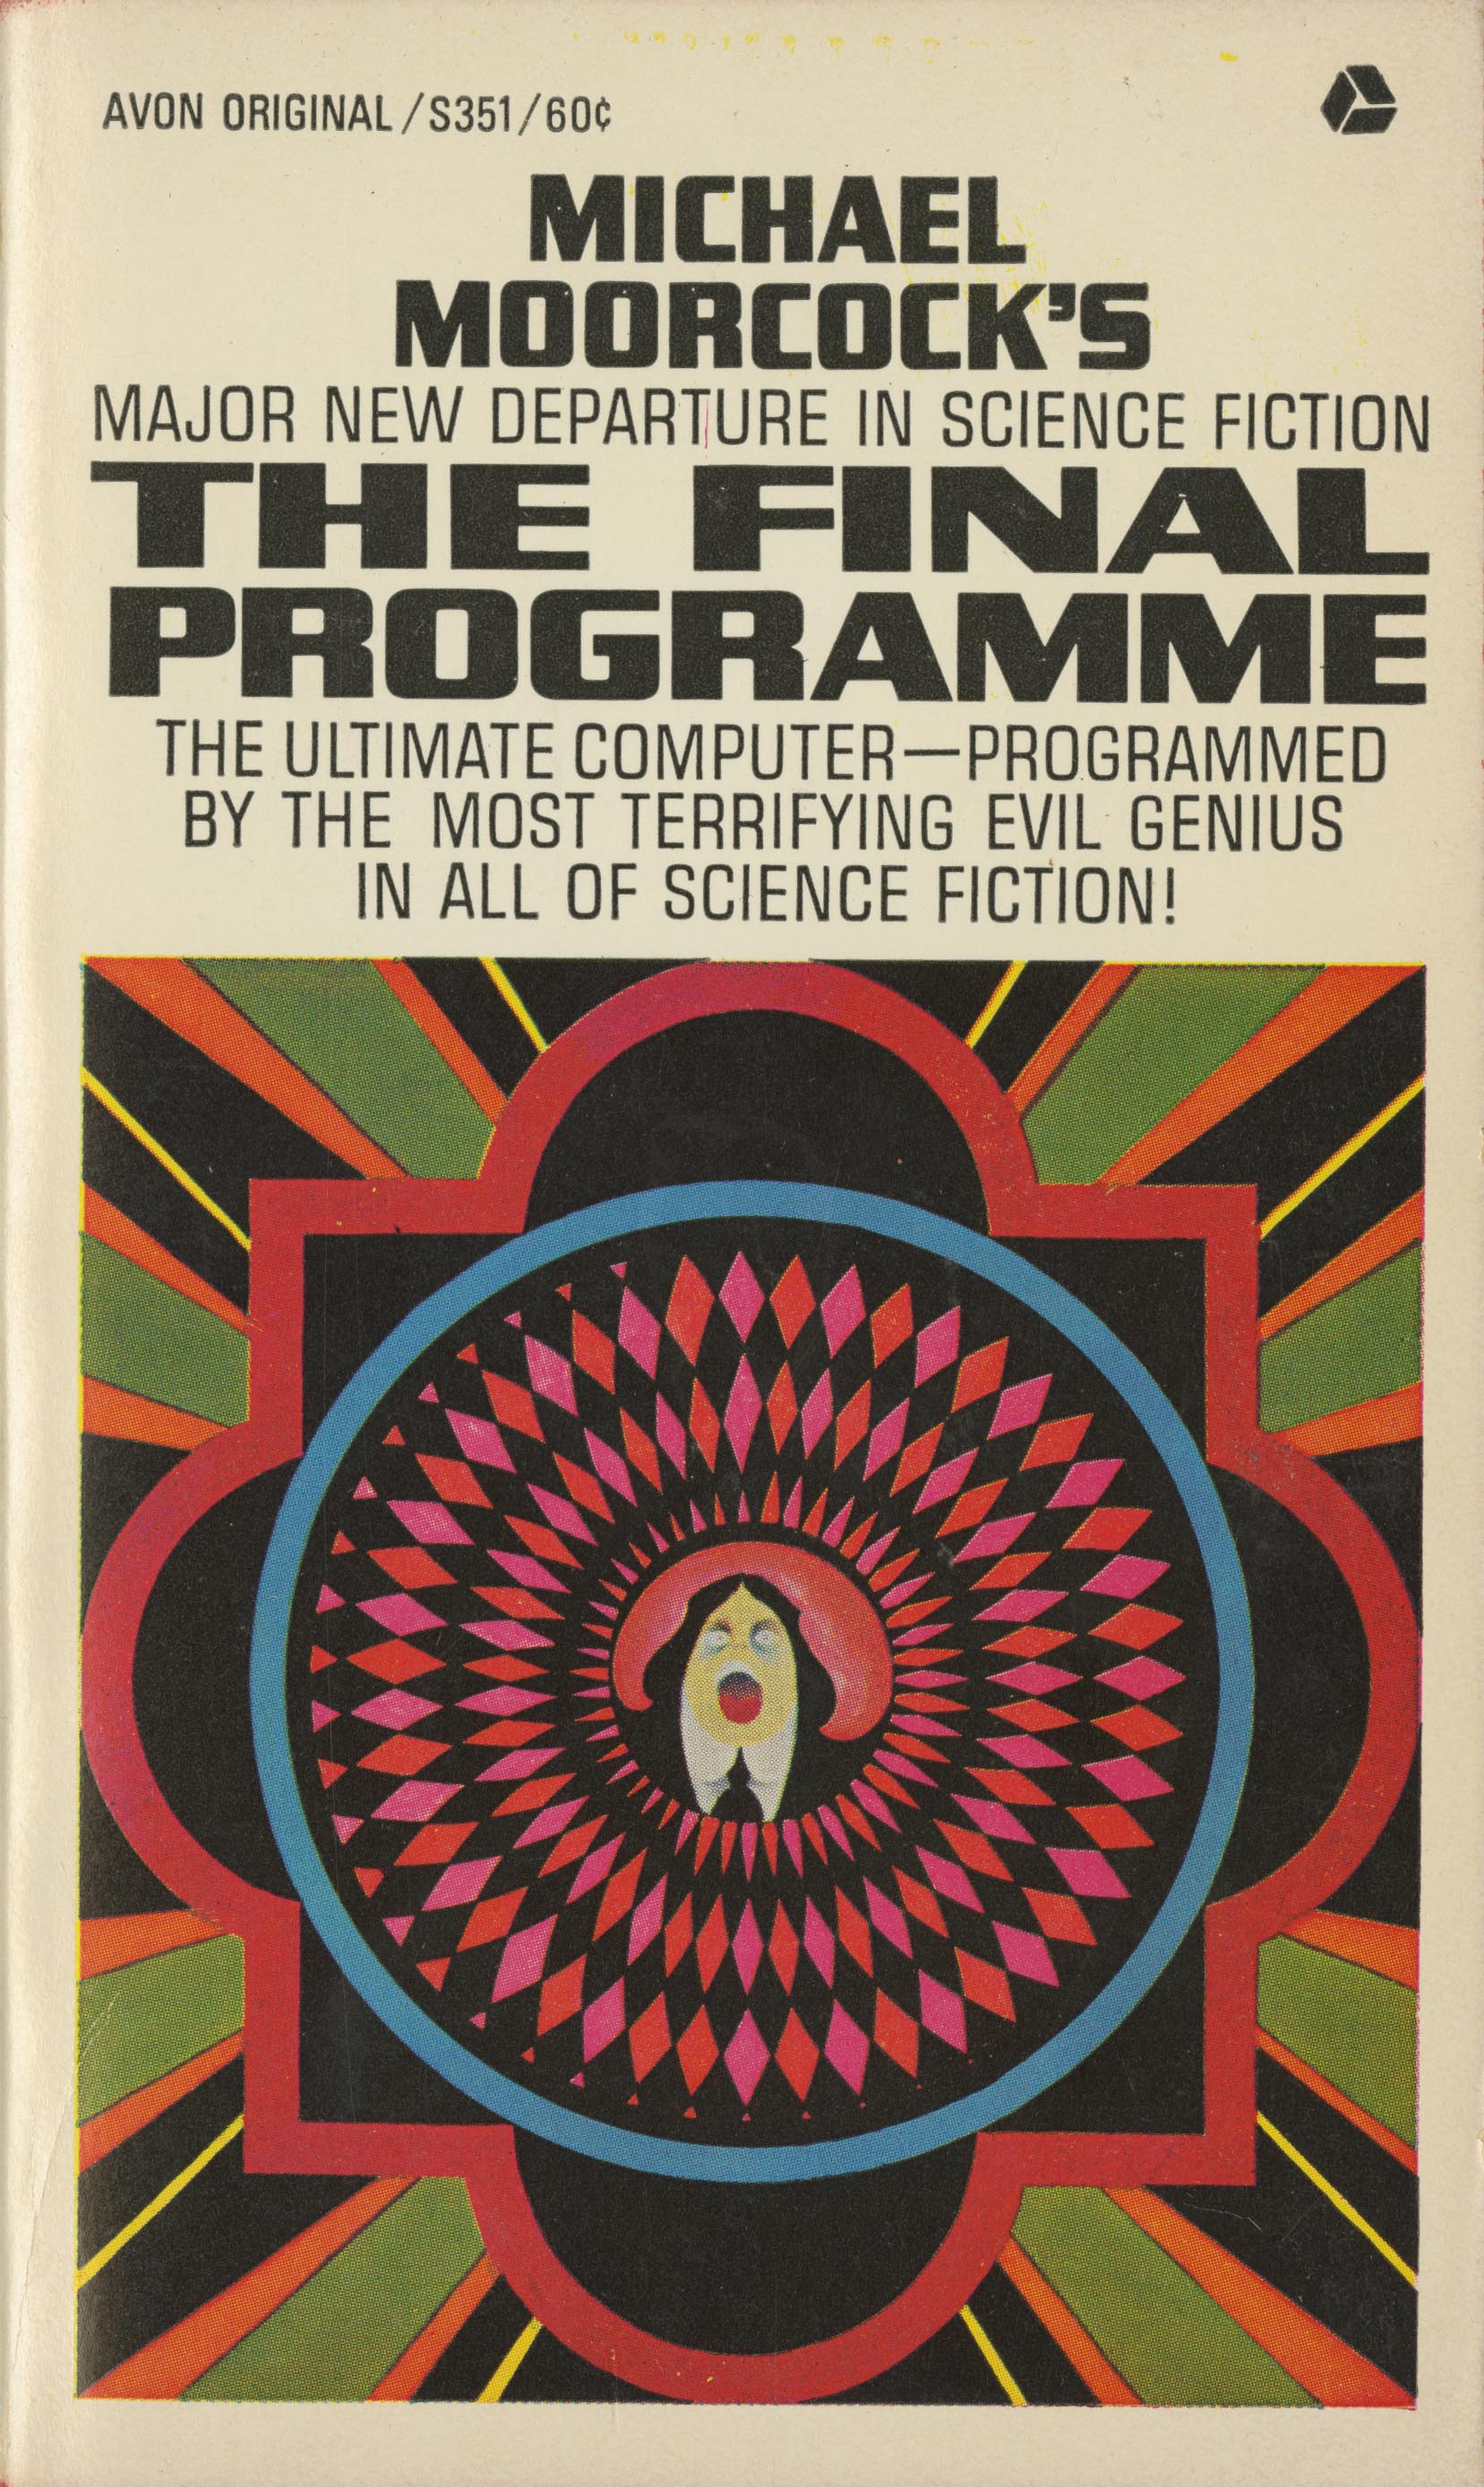 AVON ORIGINAL/S351/60¢
MICHAEL
MOORCOCK'S
MAJOR NEW DEPARTURE IN SCIENCE FICTION
THE FINAL
PROGRAMME
THE ULTIMATE COMPUTER—PROGRAMMED
BY THE MOST TERRIFYING EVIL GENIUS
IN ALL OF SCIENCE FICTION!